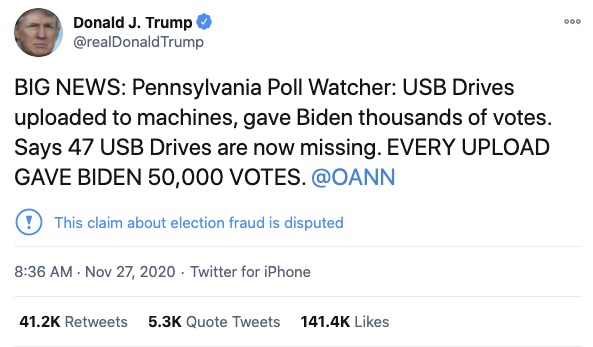 Donald J. Trump
@realDonaldTrump
BIG NEWS: Pennsylvania Poll Watcher: USB Drives
uploaded to machines, gave Biden thousands of votes.
Says 47 USB Drives are now missing. EVERY UPLOAD
GAVE BIDEN 50,000 VOTES. @OANN
This claim about election fraud is disputed
8:36 AM · Nov 27, 2020 · Twitter for iPhone
41.2K Retweets 5.3K Quote Tweets 141.4K Likes